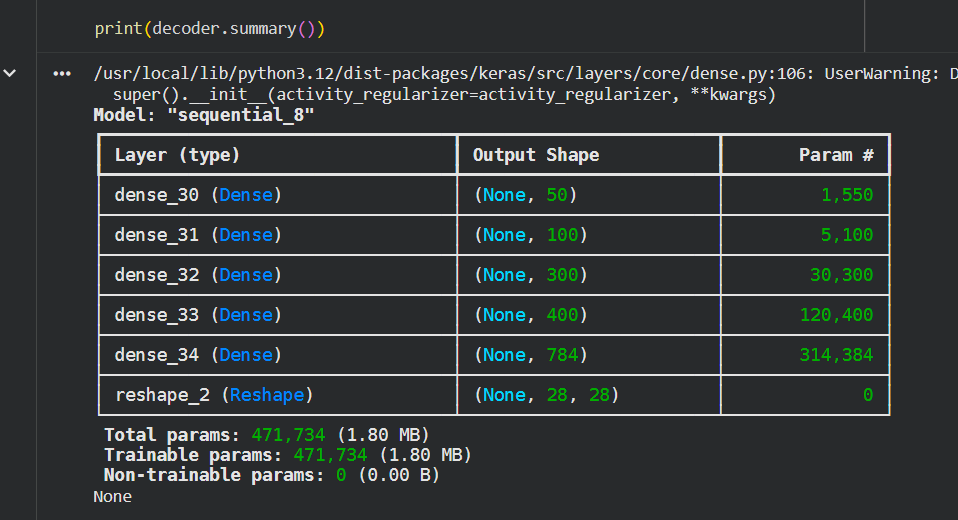 print(decoder.summary())
/usr/local/lib/python3.12/dist-packages/keras/src/layers/core/dense.py:106: UserWarning:
super().__init__(activity_regularizer=activity_regularizer, **kwargs)
Model: "sequential_8"
Layer (type) Output Shape Param #
dense_30 (Dense) (None, 50) 1,550
dense_31 (Dense) (None, 100) 5,100
dense_32 (Dense) (None, 300) 30,300
dense_33 (Dense) (None, 400) 120,400
dense_34 (Dense) (None, 784) 314,384
reshape_2 (Reshape) (None, 28, 28) 0
Total params: 471,734 (1.80 MB)
Trainable params: 471,734 (1.80 MB)
Non-trainable params: 0 (0.00 B)
None